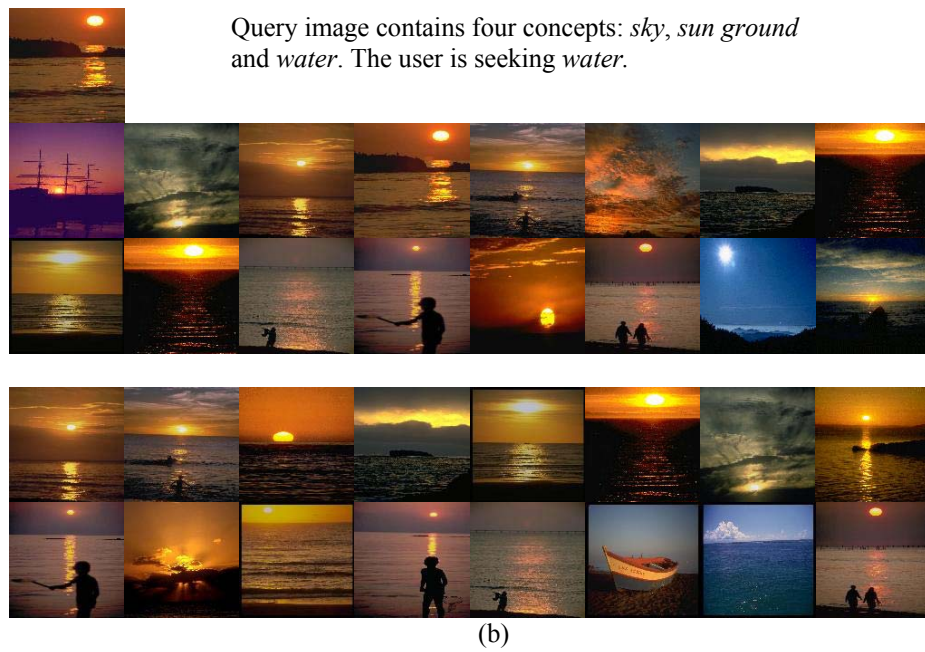 Query image contains four concepts: sky, sun ground
and water. The user is seeking water.
(b)